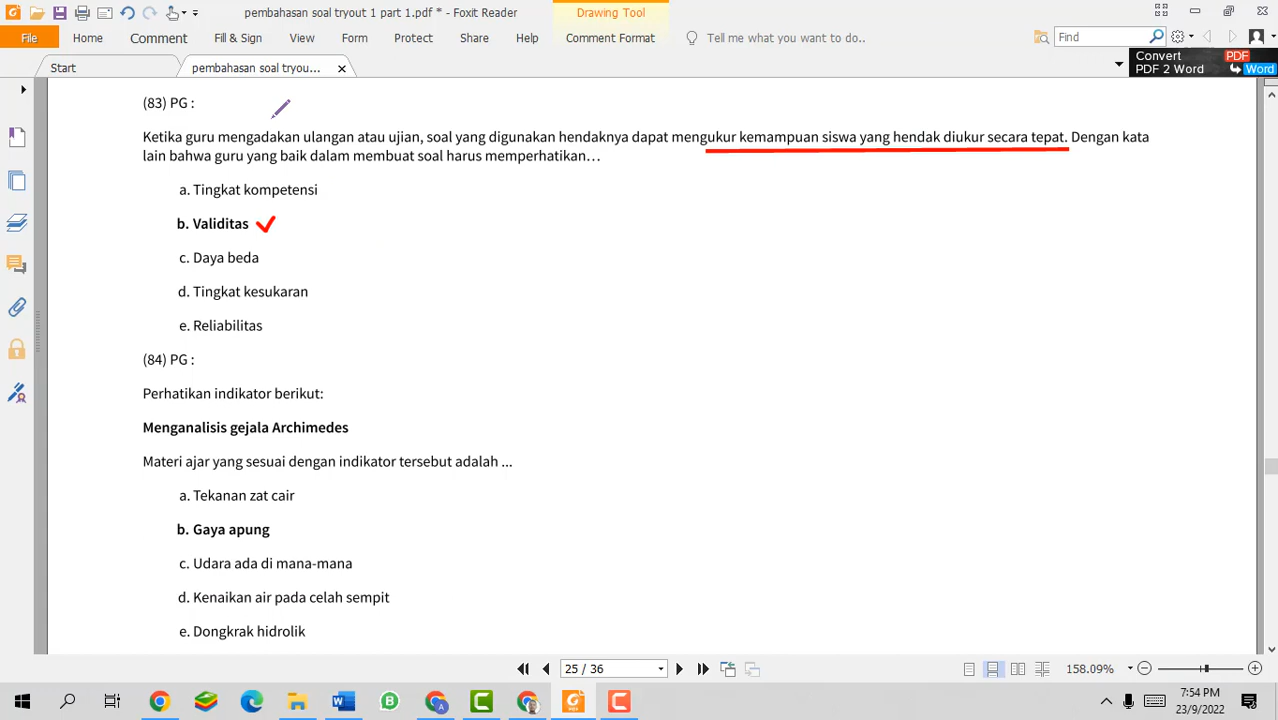 pembahasan soal tryout 1 part 1.pdf * - Foxit Reader
Drawing Tool
File
Home
Comment
Fill & Sign
View
Form
Protect
Share
Help
Comment Format
Tell me what you want to do..
Find
Start
pembahasan soal tryou...
Convert PDF
PDF 2 Word Word
(83) PG :
Ketika guru mengadakan ulangan atau ujian, soal yang digunakan hendaknya dapat mengukur kemampuan siswa yang hendak diukur secara tepat. Dengan kata
lain bahwa guru yang baik dalam membuat soal harus memperhatikan…
a. Tingkat kompetensi
b. Validitas
c. Daya beda
d. Tingkat kesukaran
e. Reliabilitas
(84) PG :
Perhatikan indikator berikut:
Menganalisis gejala Archimedes
Materi ajar yang sesuai dengan indikator tersebut adalah ...
a. Tekanan zat cair
b. Gaya apung
c. Udara ada di mana-mana
d. Kenaikan air pada celah sempit
e. Dongkrak hidrolik
25 / 36
158.09%
7:54 PM
23/9/2022